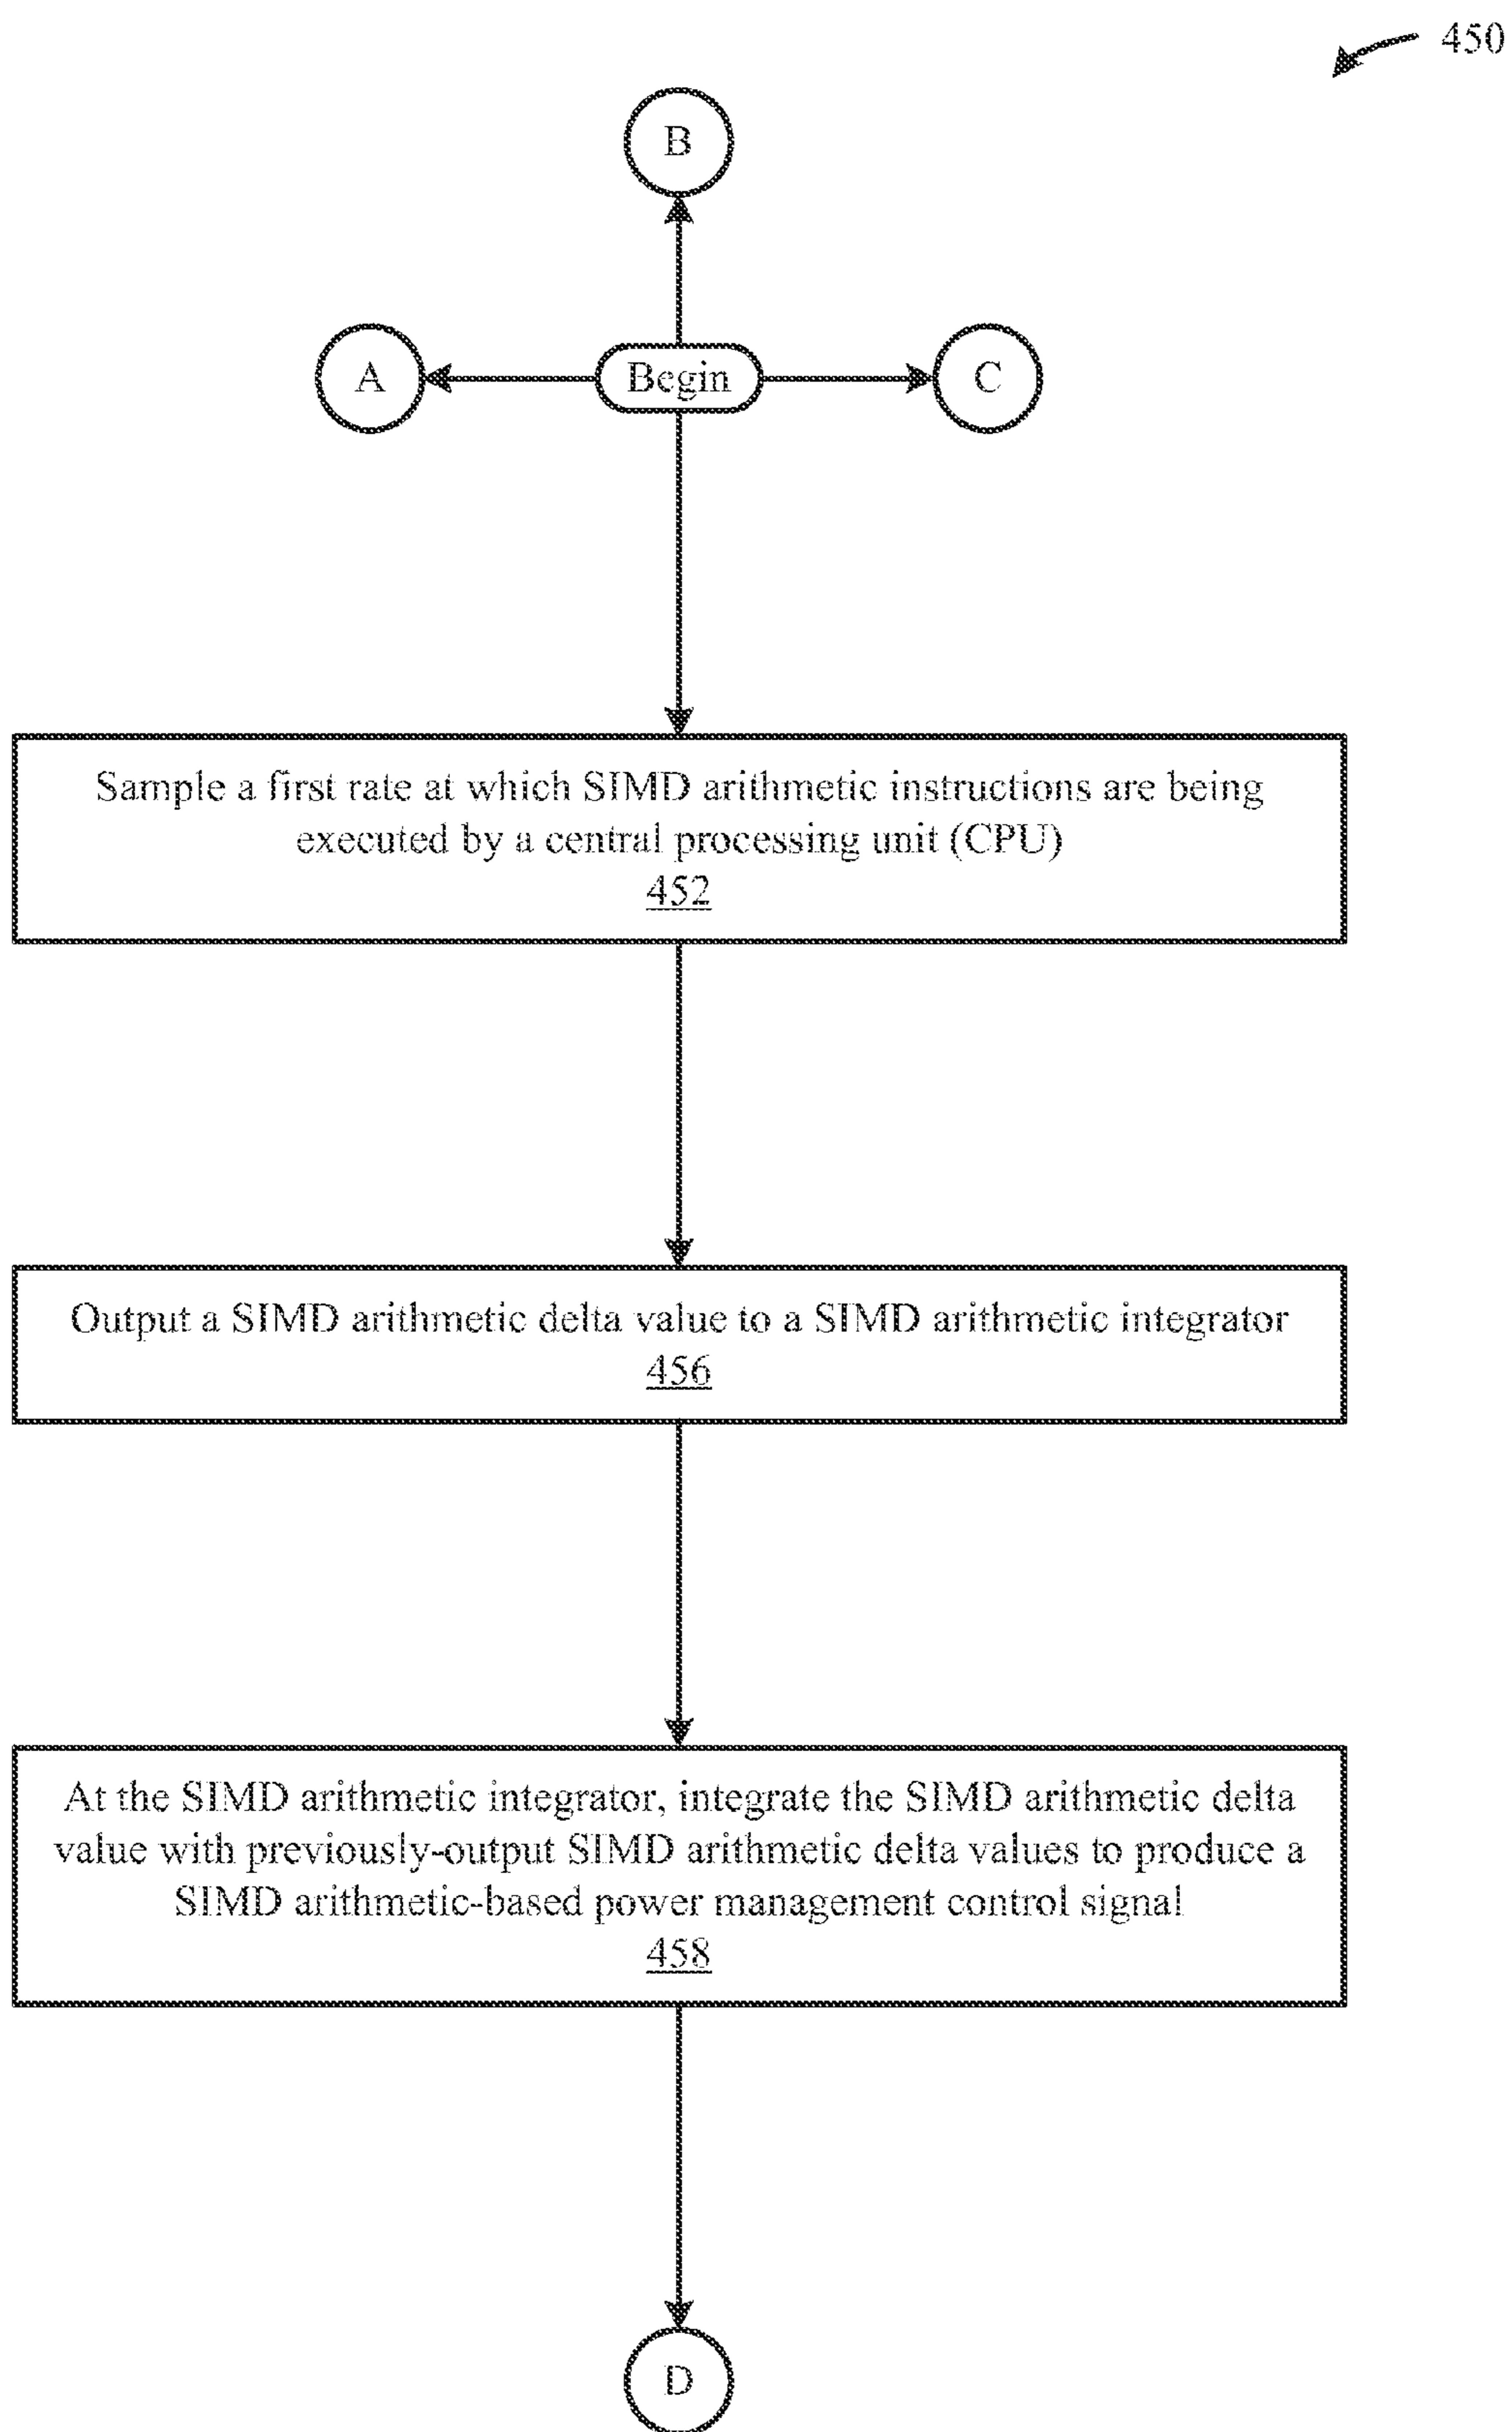 450
B
A
Begin
C
Sample a first rate at which SIMD arithmetic instructions are being
executed by a central processing unit (CPU)
452
Output a SIMD arithmetic delta value to a SIMD arithmetic integrator
456
At the SIMD arithmetic integrator, integrate the SIMD arithmetic delta
value with previously-output SIMD arithmetic delta values to produce a
SIMD arithmetic-based power management control signal
458
D